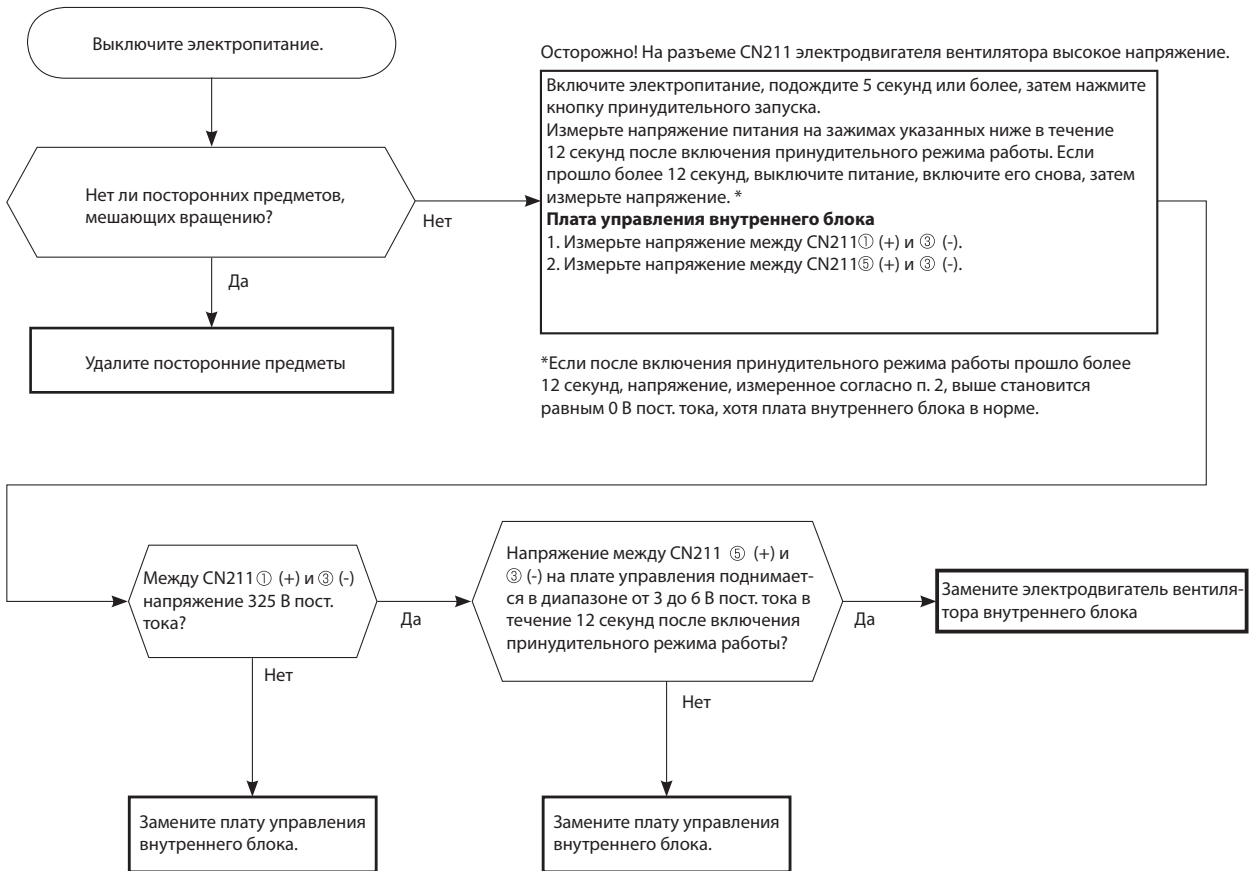 Выключите электропитание.
Нет ли посторонних предметов,
мешающих вращению?
Нет
Да
Удалите посторонние предметы
Осторожно! На разъеме CN211 электродвигателя вентилятора высокое напряжение.
Включите электропитание, подождите 5 секунд или более, затем нажмите
кнопку принудительного запуска.
Измерьте напряжение питания на зажимах указанных ниже в течение
12 секунд после включения принудительного режима работы. Если
прошло более 12 секунд, выключите питание, включите его снова, затем
измерьте напряжение. *
Плата управления внутреннего блока
1. Измерьте напряжение между CN211① (+) и ③ (-).
2. Измерьте напряжение между CN211⑤ (+) и ③ (-).
*Если после включения принудительного режима работы прошло более
12 секунд, напряжение, измеренное согласно п. 2, выше становится
равным 0 В пост. тока, хотя плата внутреннего блока в норме.
Между CN211① (+) и ③ (-)
напряжение 325 В пост.
тока?
Да
Нет
Замените плату управления
внутреннего блока.
Напряжение между CN211 ⑤ (+) и
③ (-) на плате управления поднимает-
ся в диапазоне от 3 до 6 В пост. тока в
течение 12 секунд после включения
принудительного режима работы?
Да
Нет
Замените плату управления
внутреннего блока.
Замените электродвигатель вентиля-
тора внутреннего блока